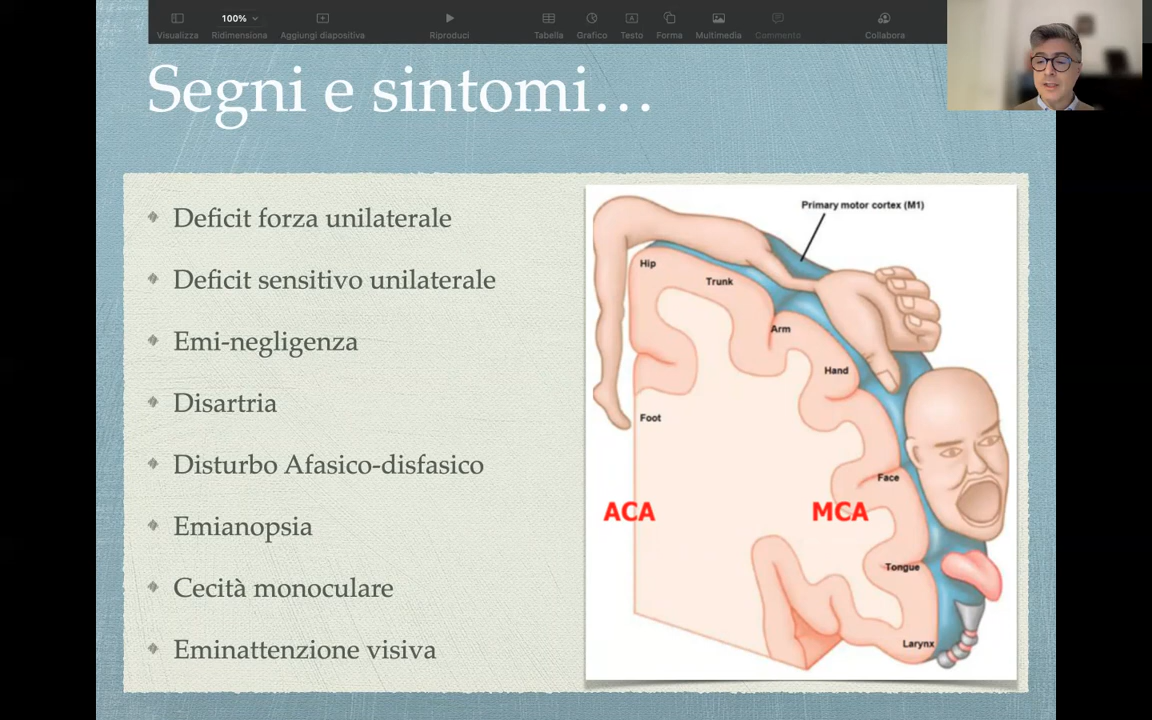 100%
Visualizza Ridimensiona Aggiungi diapositiva Riproduci Tabella Grafico Testo Forma Multimedia Commento Collabora
Segni e sintomi…
Deficit forza unilaterale
Deficit sensitivo unilaterale
Emi-negligenza
Disartria
Disturbo Afasico-disfasico
Emianopsia
Cecità monoculare
Eminattenzione visiva
Primary motor cortex (M1)
Hip
Trunk
Arm
Hand
Foot
Face
ACA
MCA
Tongue
Larynx